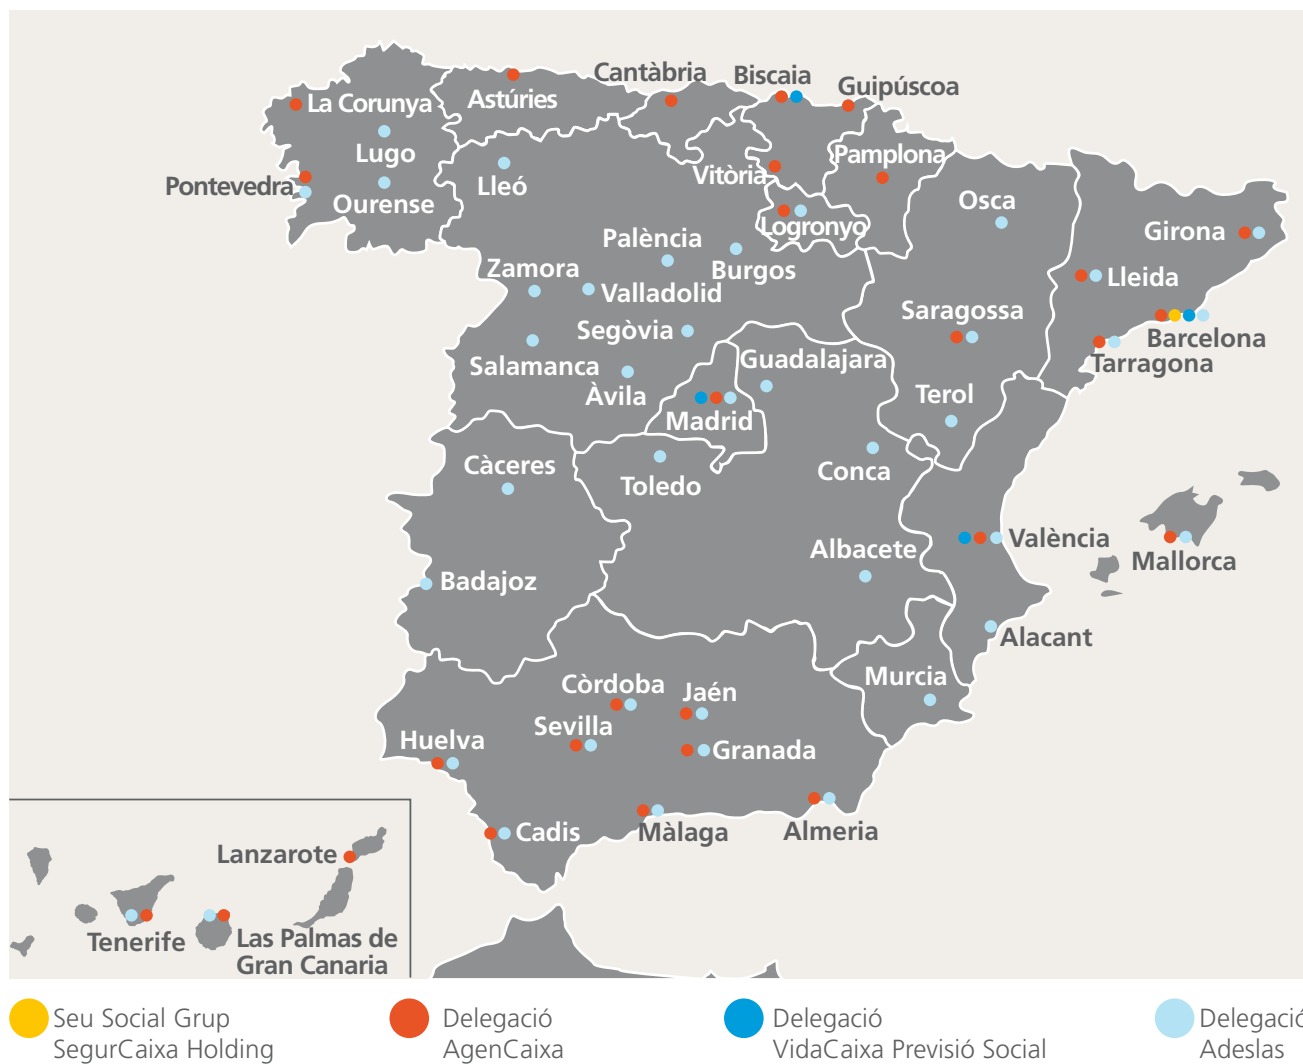 Cantàbria
Biscaia
Guipúscoa
La Corunya
Astúries
Lugo
Vitòria
Pamplona
Pontevedra
Ourense
Lleó
Logronyo
Osca
Girona
Palència
Burgos
Zamora
Valladolid
Lleida
Segòvia
Saragossa
Barcelona
Salamanca
Guadalajara
Tarragona
Àvila
Madrid
Terol
Càceres
Toledo
Conca
València
Albacete
Mallorca
Badajoz
Alacant
Murcia
Còrdoba
Jaén
Sevilla
Huelva
Granada
Cadis
Màlaga
Almeria
Lanzarote
Tenerife
Las Palmas de
Gran Canaria
Seu Social Grup
SegurCaixa Holding
Delegació
AgenCaixa
Delegació
VidaCaixa Previsió Social
Delegació
Adeslas